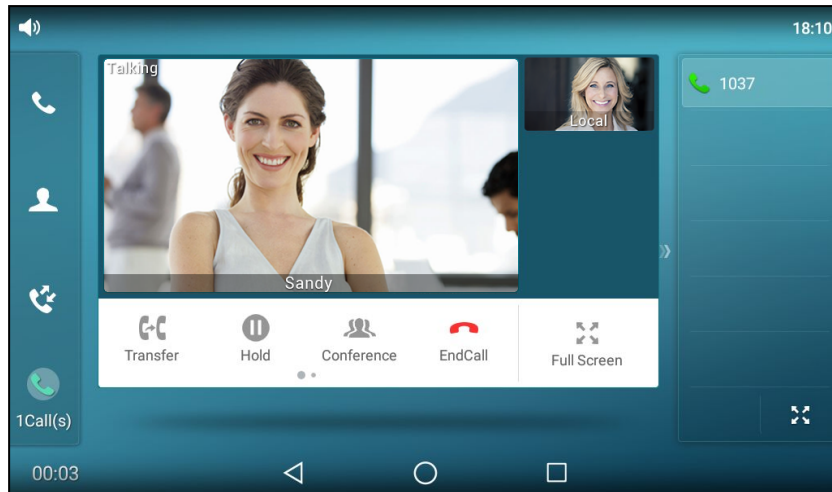 18:10
Talking
Local
1037
Sandy
Transfer
Hold
Conference
EndCall
Full Screen
1Call(s)
00:03